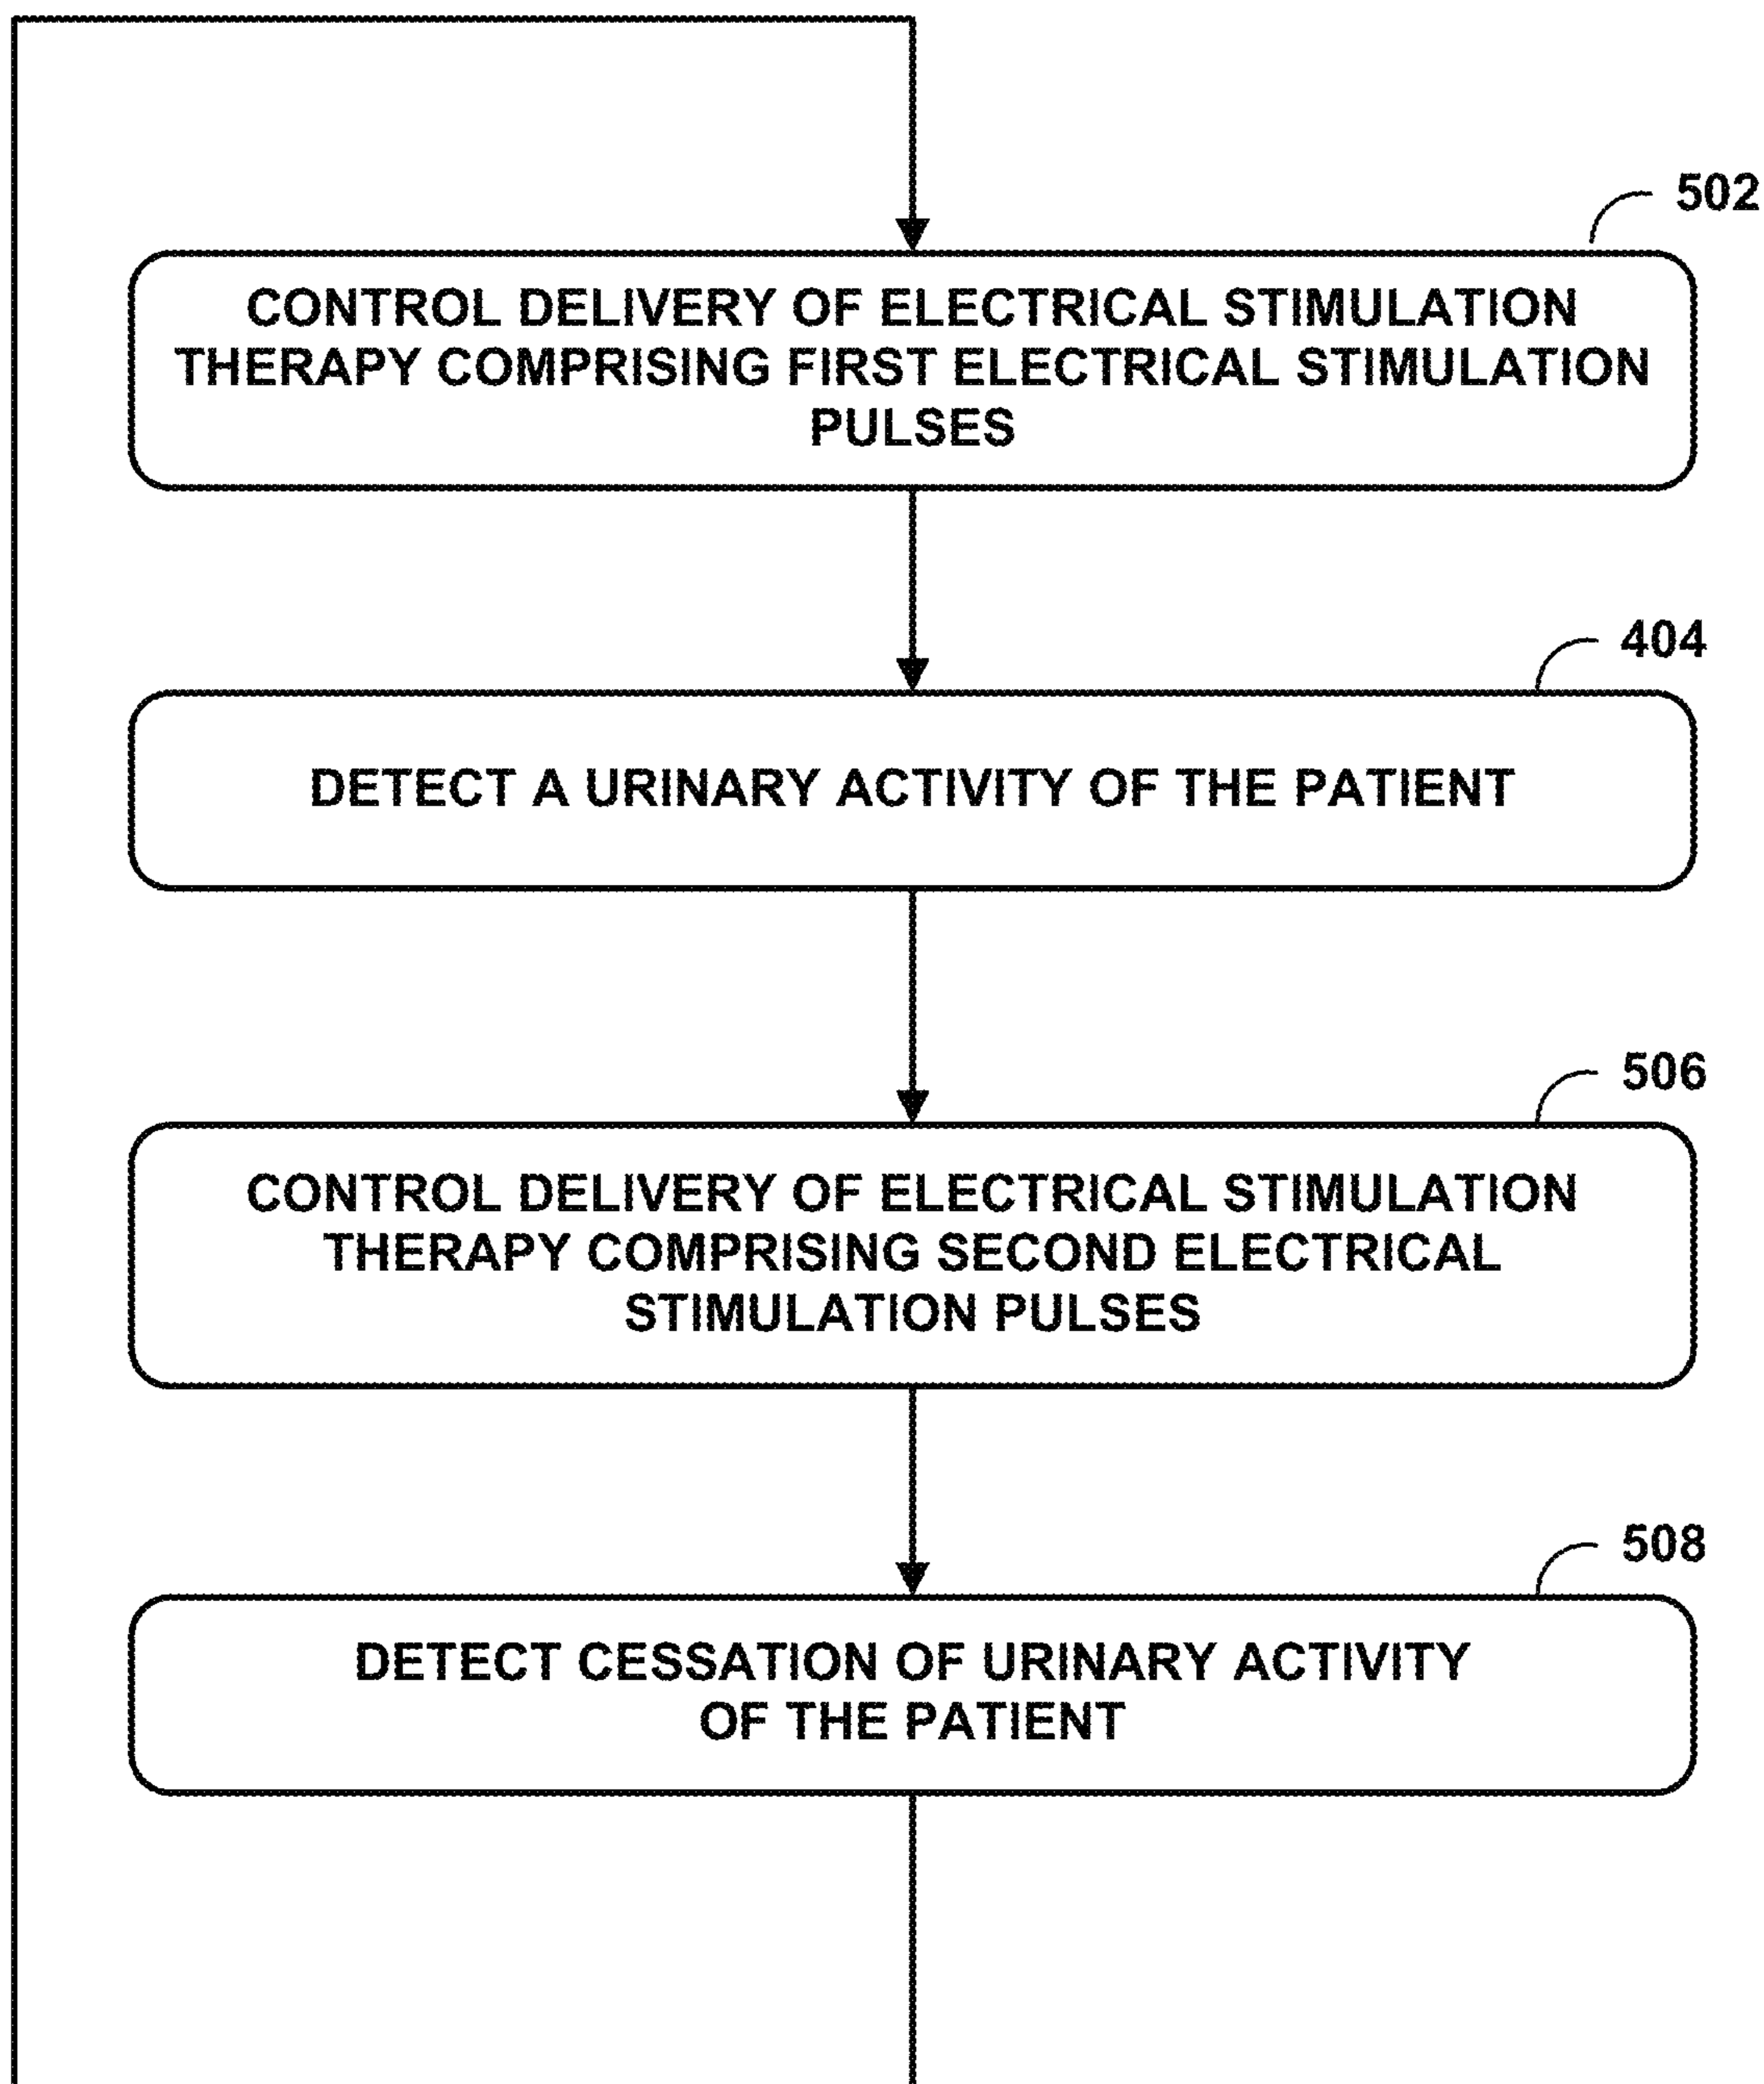 502
CONTROL DELIVERY OF ELECTRICAL STIMULATION
THERAPY COMPRISING FIRST ELECTRICAL STIMULATION
PULSES
404
DETECT A URINARY ACTIVITY OF THE PATIENT
506
CONTROL DELIVERY OF ELECTRICAL STIMULATION
THERAPY COMPRISING SECOND ELECTRICAL
STIMULATION PULSES
508
DETECT CESSATION OF URINARY ACTIVITY
OF THE PATIENT